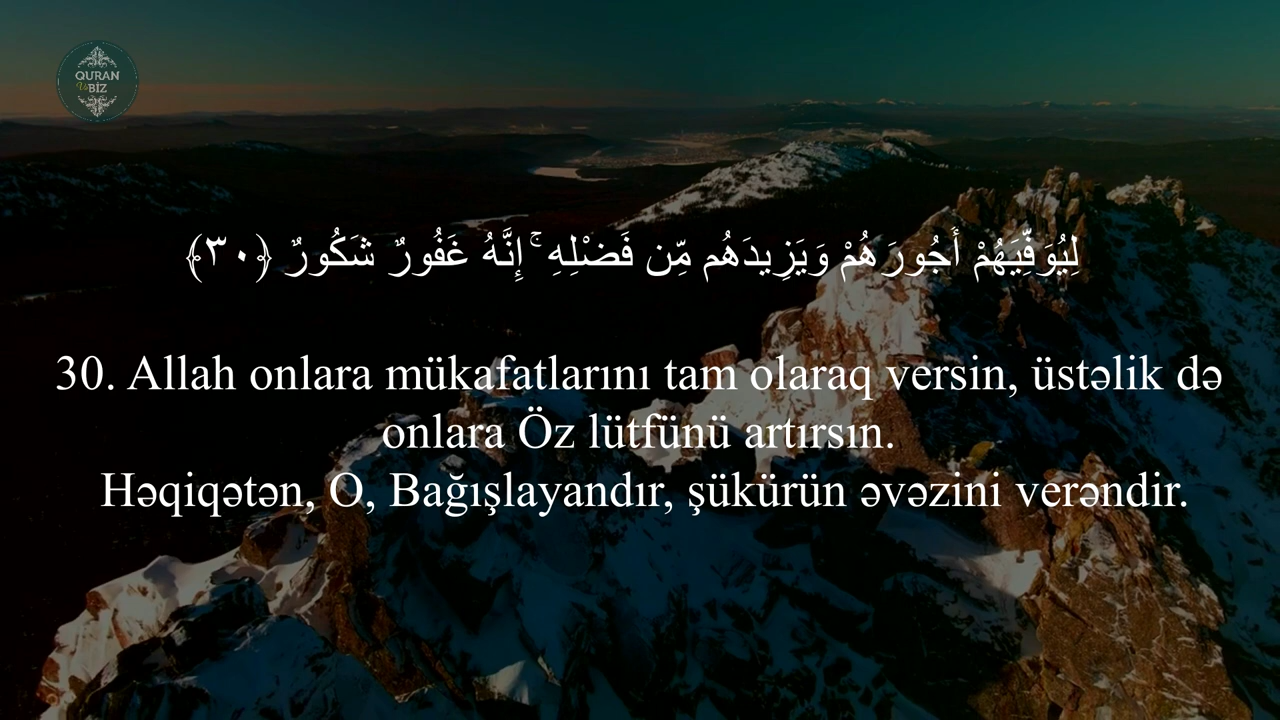 QURAN
Və BİZ
لِيُوَفِّيَهُمْ أُجُورَهُمْ وَيَزِيدَهُم مِّن فَضْلِهِ ۚ إِنَّهُ غَفُورٌ شَكُورٌ ﴿٣٠﴾
30. Allah onlara mükafatlarını tam olaraq versin, üstəlik də
onlara Öz lütfünü artırsın.
Həqiqətən, O, Bağışlayandır, şükürün əvəzini verəndir.